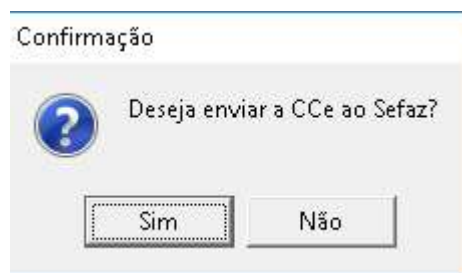 Confirmação
Deseja enviar a CCe ao Sefaz?
Sim
Não